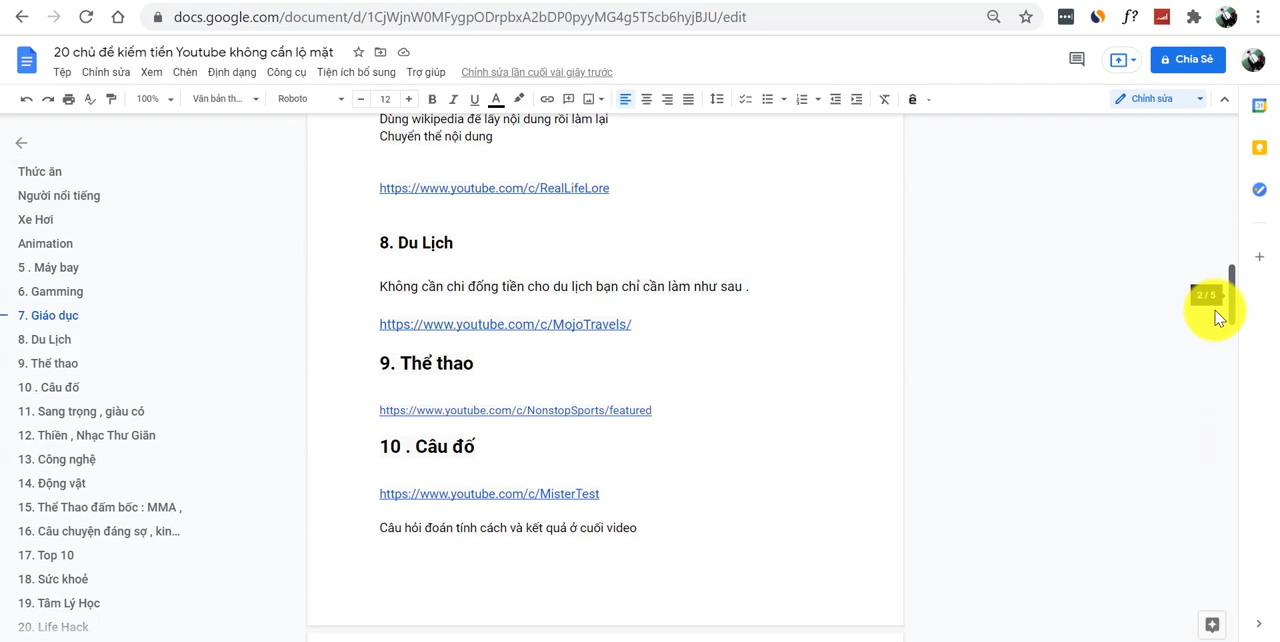 docs.google.com/document/d/1CjWjnW0MFygpODrpbxA2bDP0pyyMG4g5T5cb6hyjBJU/edit
f?
20 chủ đề kiếm tiền Youtube không cần lộ mặt
Tệp Chỉnh sửa Xem Chèn Định dạng Công cụ Tiện ích bổ sung Trợ giúp Chỉnh sửa lần cuối vài giây trước
Chia Sẻ
100% Văn bản th... Roboto 12 B I U A Chỉnh sửa
Thức ăn
Người nổi tiếng
Xe Hơi
Animation
5 . Máy bay
6. Gamming
7. Giáo dục
8. Du Lịch
9. Thể thao
10 . Câu đố
11. Sang trọng , giàu có
12. Thiền , Nhạc Thư Giãn
13. Công nghệ
14. Động vật
15. Thể Thao đấm bốc : MMA ,
16. Câu chuyện đáng sợ , kin...
17. Top 10
18. Sức khoẻ
19. Tâm Lý Học
20. Life Hack
Dùng wikipedia để lấy nội dung rồi làm lại
Chuyển thể nội dung
https://www.youtube.com/c/RealLifeLore
8. Du Lịch
Không cần chi đống tiền cho du lịch bạn chỉ cần làm như sau .
https://www.youtube.com/c/MojoTravels/
9. Thể thao
https://www.youtube.com/c/NonstopSports/featured
10 . Câu đố
https://www.youtube.com/c/MisterTest
Câu hỏi đoán tính cách và kết quả ở cuối video
2 / 5